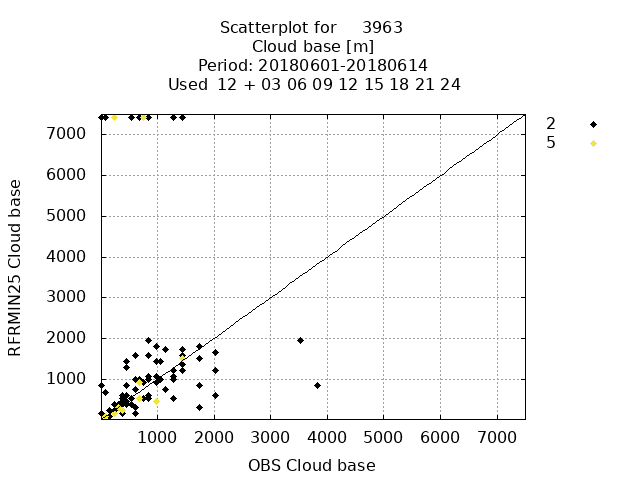 Scatterplot for 3963
Cloud base [m]
Period: 20180601-20180614
Used 12 + 03 06 09 12 15 18 21 24
2
5
RFRMIN25 Cloud base
7000
6000
5000
4000
3000
2000
1000
1000 2000 3000 4000 5000 6000 7000
OBS Cloud base